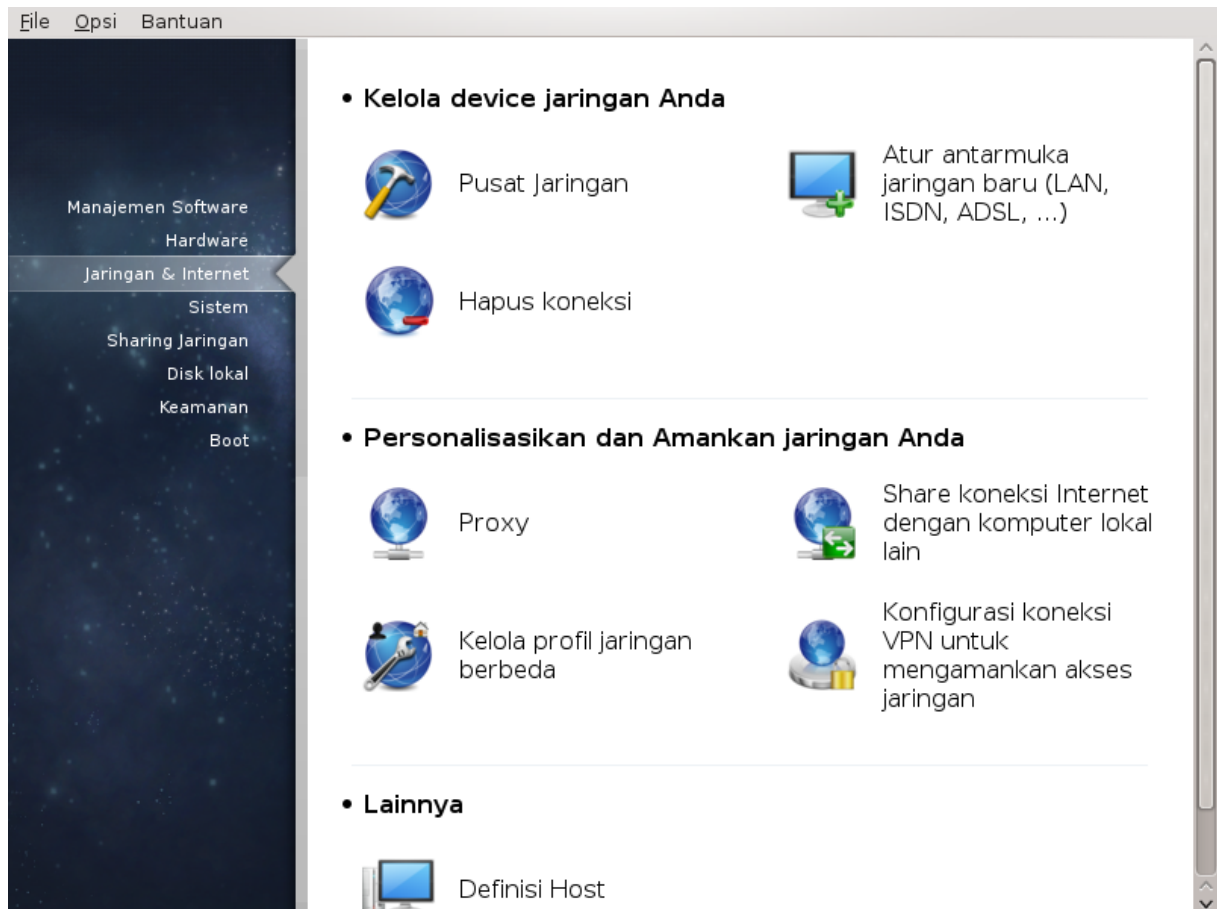 File Opsi Bantuan
Manajemen Software
Hardware
Jaringan & Internet
Sistem
Sharing Jaringan
Disk lokal
Keamanan
Boot
• Kelola device jaringan Anda
Pusat Jaringan
Atur antarmuka
jaringan baru (LAN,
ISDN, ADSL, ...)
Hapus koneksi
• Personalisasikan dan Amankan jaringan Anda
Proxy
Share koneksi Internet
dengan komputer lokal
lain
Kelola profil jaringan
berbeda
Konfigurasi koneksi
VPN untuk
mengamankan akses
jaringan
• Lainnya
Definisi Host